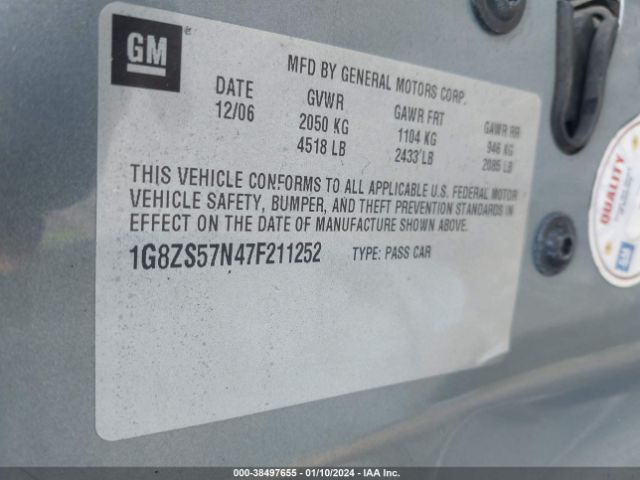 GM
MFD BY GENERAL MOTORS CORP.
DATE GVWR GAWR FRT GAWR RR
12/06 2050 KG 1104 KG 946 KG
4518 LB 2433 LB 2085 LB
THIS VEHICLE CONFORMS TO ALL APPLICABLE U.S. FEDERAL MOTOR
VEHICLE SAFETY, BUMPER, AND THEFT PREVENTION STANDARDS IN
EFFECT ON THE DATE OF MANUFACTURE SHOWN ABOVE.
1G8ZS57N47F211252 TYPE: PASS CAR
QUALITY
GM
© - 38497655 - 01/10/2024 - IAA Inc.